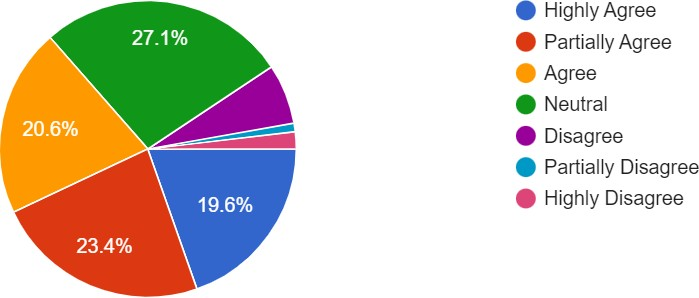 27.1%
20.6%
19.6%
23.4%
Highly Agree
Partially Agree
Agree
Neutral
Disagree
Partially Disagree
Highly Disagree